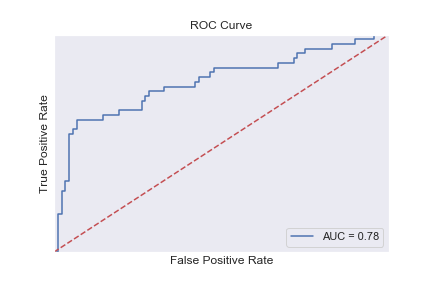 ROC Curve
True Positive Rate
AUC = 0.78
False Positive Rate